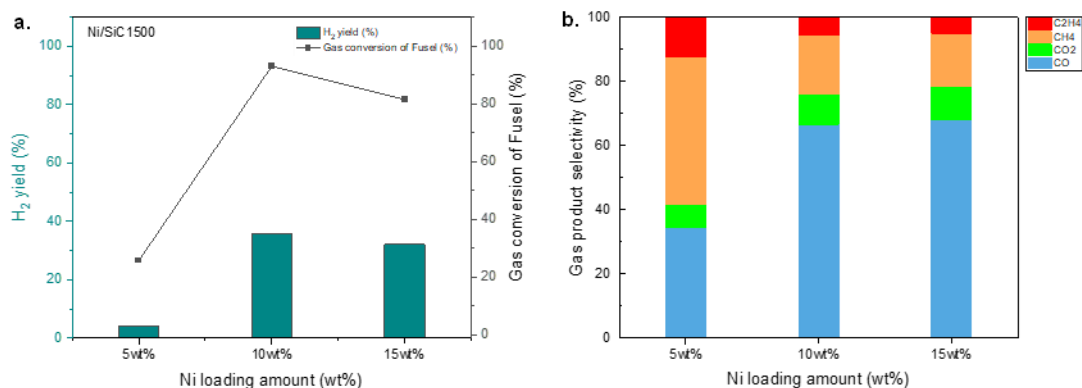 a.
Ni/SiC 1500
H₂ yield (%)
Gas conversion of Fusel (%)
100
80
60
40
20
0
H₂ yield (%)
100
80
60
40
20
0
Gas conversion of Fusel (%)
5wt%
10wt%
15wt%
Ni loading amount (wt%)
b.
C2H4
CH4
CO2
CO
100
80
60
40
20
0
Gas product selectivity (%)
5wt%
10wt%
15wt%
Ni loading amount (wt%)